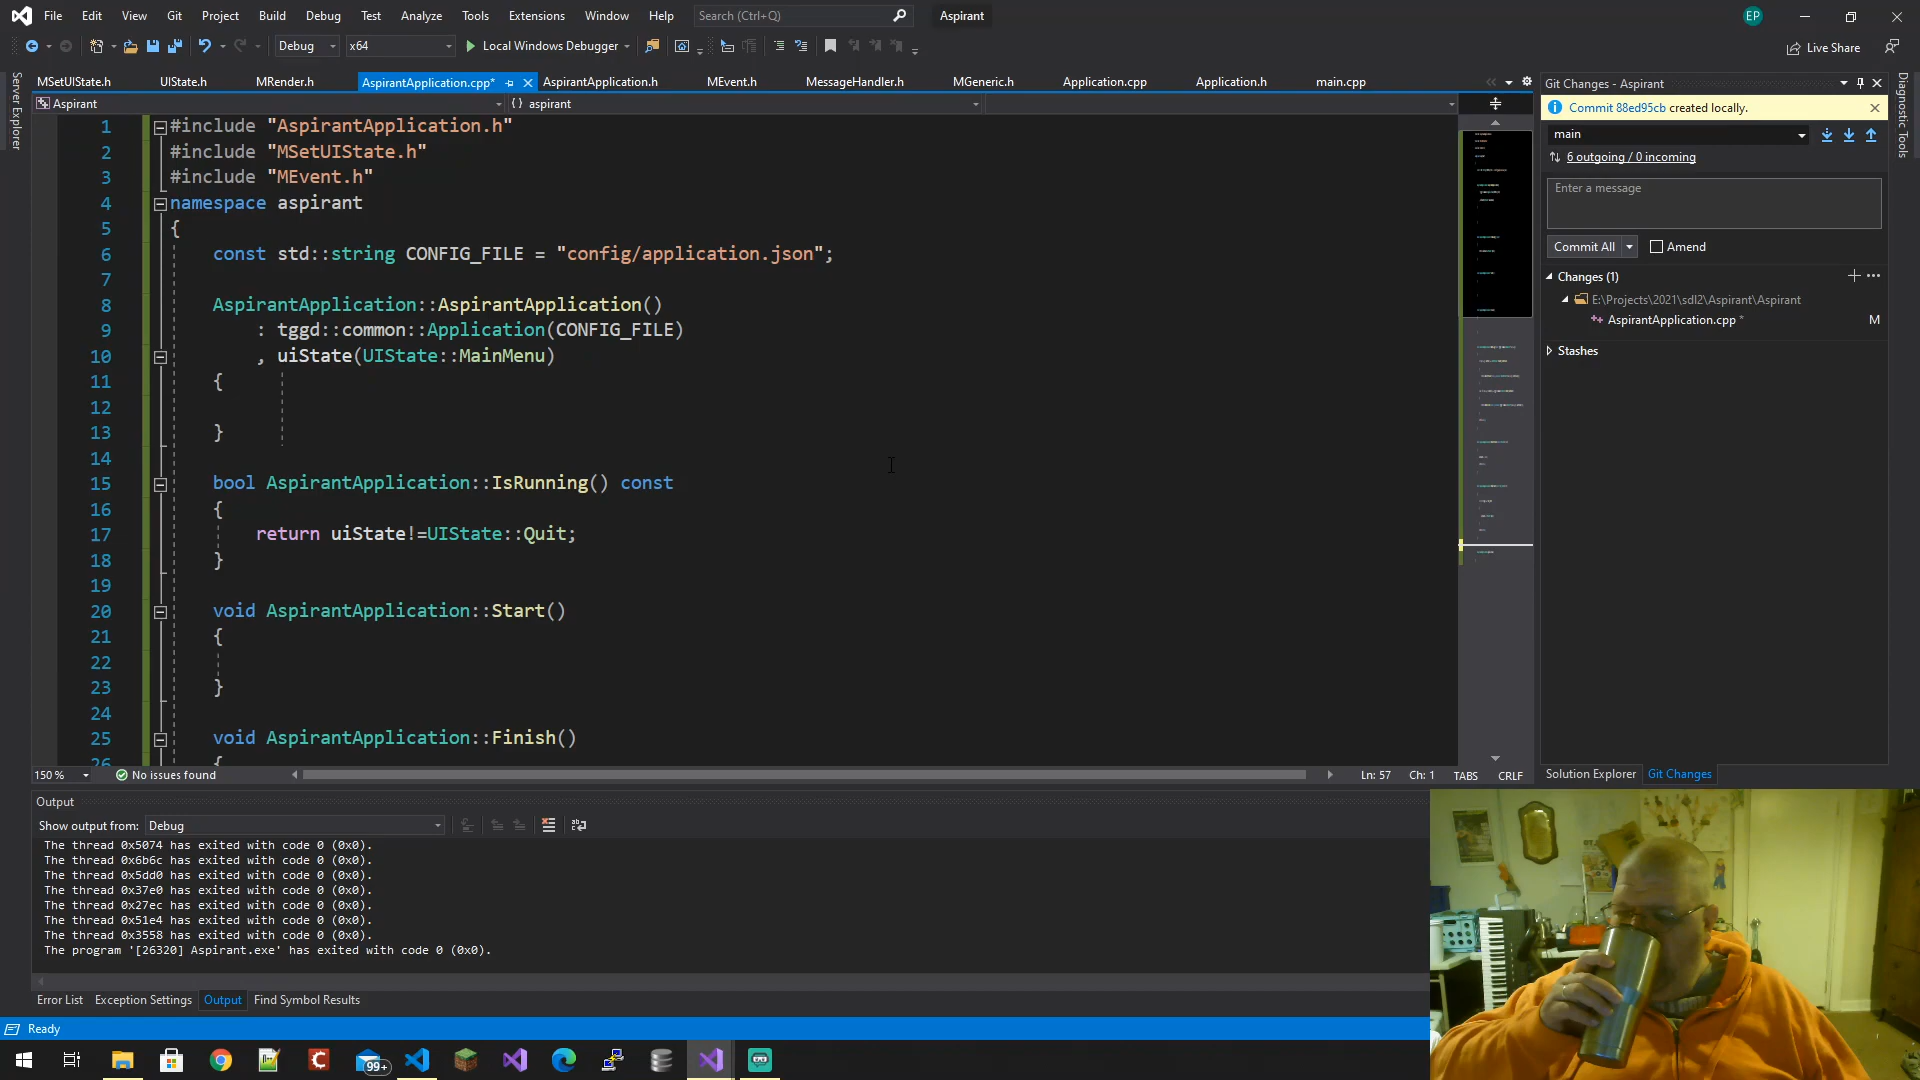 File Edit View Git Project Build Debug Test Analyze Tools Extensions Window Help Search (Ctrl+Q) Aspirant EP
Debug x64 Local Windows Debugger Live Share
MSetUIState.h UIState.h MRender.h AspirantApplication.cpp* AspirantApplication.h MEvent.h MessageHandler.h MGeneric.h Application.cpp Application.h main.cpp
Aspirant {} aspirant
Server Explorer
1 #include "AspirantApplication.h"
2 #include "MSetUIState.h"
3 #include "MEvent.h"
4 namespace aspirant
5 {
6 const std::string CONFIG_FILE = "config/application.json";
7
8 AspirantApplication::AspirantApplication()
9 : tggd::common::Application(CONFIG_FILE)
10 , uiState(UIState::MainMenu)
11 {
12
13 }
14
15 bool AspirantApplication::IsRunning() const
16 {
17 return uiState!=UIState::Quit;
18 }
19
20 void AspirantApplication::Start()
21 {
22
23 }
24
25 void AspirantApplication::Finish()
26 {
150 % No issues found Ln: 57 Ch: 1 TABS CRLF
Git Changes - Aspirant
Commit 88ed95cb created locally.
main
6 outgoing / 0 incoming
Enter a message
Commit All Amend
Changes (1)
E:\Projects\2021\sdl2\Aspirant\Aspirant
AspirantApplication.cpp * M
Stashes
Solution Explorer Git Changes
Diagnostic Tools
Output
Show output from: Debug
The thread 0x5074 has exited with code 0 (0x0).
The thread 0x6b6c has exited with code 0 (0x0).
The thread 0x5dd0 has exited with code 0 (0x0).
The thread 0x37e0 has exited with code 0 (0x0).
The thread 0x27ec has exited with code 0 (0x0).
The thread 0x51e4 has exited with code 0 (0x0).
The thread 0x3558 has exited with code 0 (0x0).
The program '[26320] Aspirant.exe' has exited with code 0 (0x0).
Error List Exception Settings Output Find Symbol Results
Ready
99+